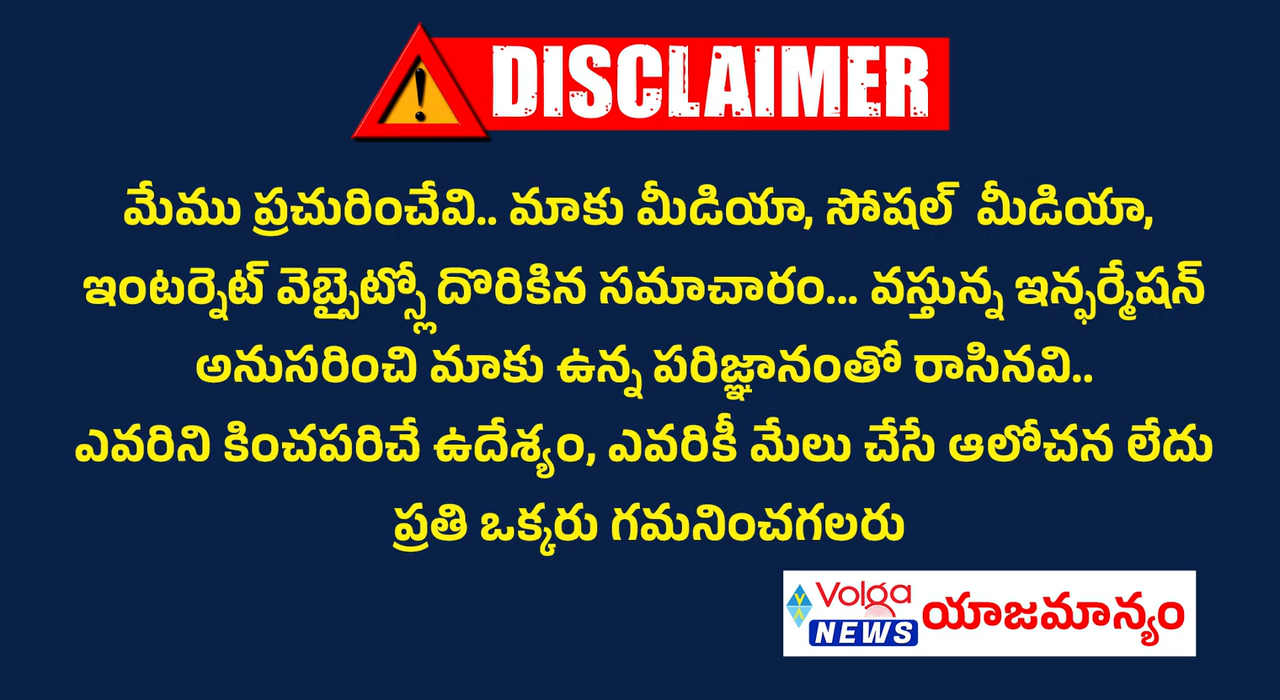 DISCLAIMER
మేము ప్రచురించేవి.. మాకు మీడియా, సోషల్ మీడియా,
ఇంటర్నెట్ వెబ్సైట్స్లో దొరికిన సమాచారం... వస్తున్న ఇన్ఫర్మేషన్
అనుసరించి మాకు ఉన్న పరిజ్ఞానంతో రాసినవి..
ఎవరిని కించపరిచే ఉదేశ్యం, ఎవరికీ మేలు చేసే ఆలోచన లేదు
ప్రతి ఒక్కరు గమనించగలరు
Volga
NEWS
యాజమాన్యం